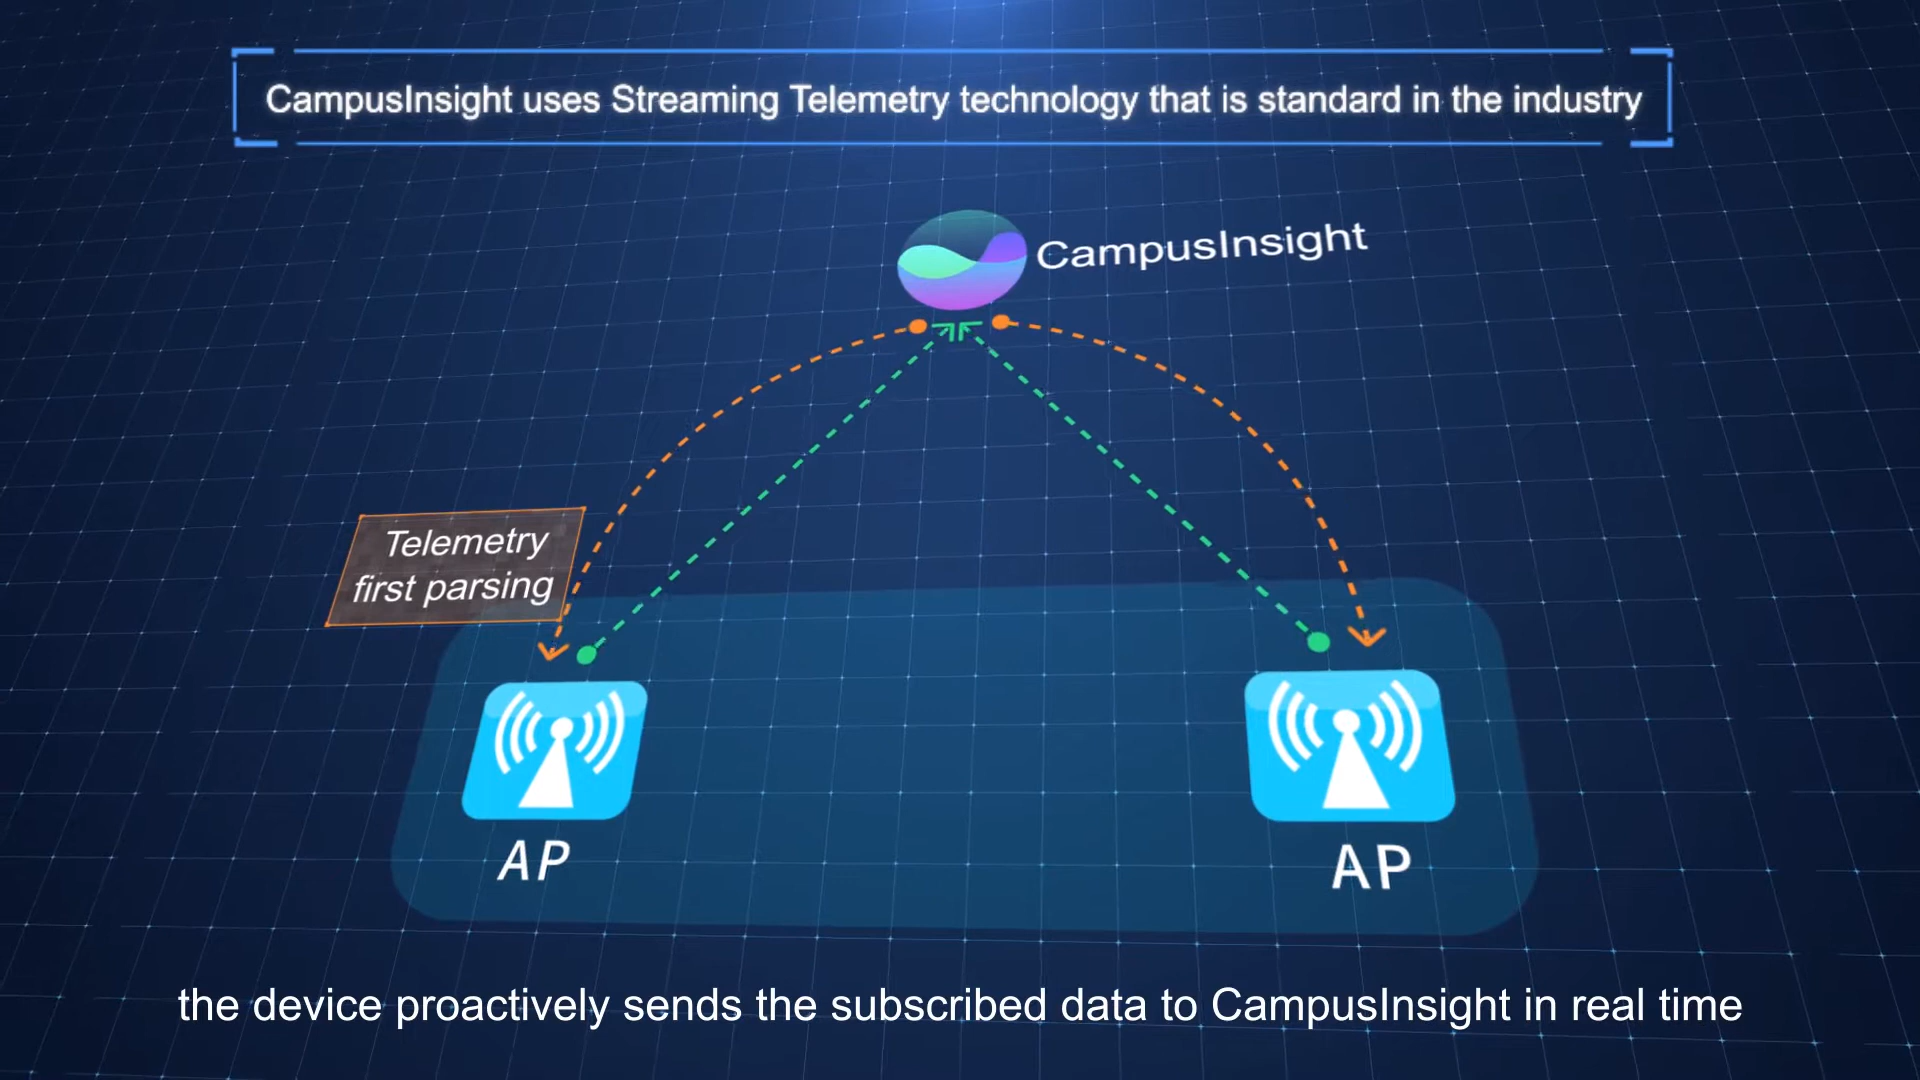 CampusInsight uses Streaming Telemetry technology that is standard in the industry
CampusInsight
Telemetry
first parsing
AP
AP
the device proactively sends the subscribed data to CampusInsight in real time